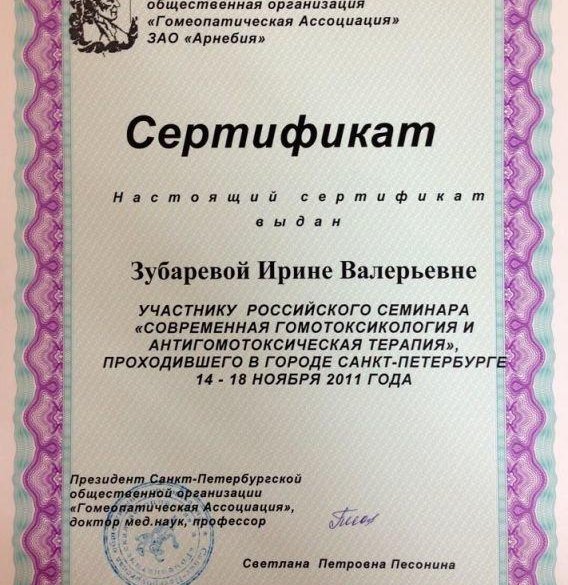 общественная организация
«Гомеопатическая Ассоциация»
ЗАО «Арнебия»
Сертификат
Настоящий сертификат
выдан
Зубаревой Ирине Валерьевне
УЧАСТНИКУ РОССИЙСКОГО СЕМИНАРА
«СОВРЕМЕННАЯ ГОМОТОКСИКОЛОГИЯ И
АНТИГОМОТОКСИЧЕСКАЯ ТЕРАПИЯ»,
ПРОХОДИВШЕГО В ГОРОДЕ САНКТ-ПЕТЕРБУРГЕ
14 - 18 НОЯБРЯ 2011 ГОДА
Президент Санкт-Петербургской
общественной организации
«Гомеопатическая Ассоциация»,
доктор мед.наук, профессор
Светлана Петровна Песонина